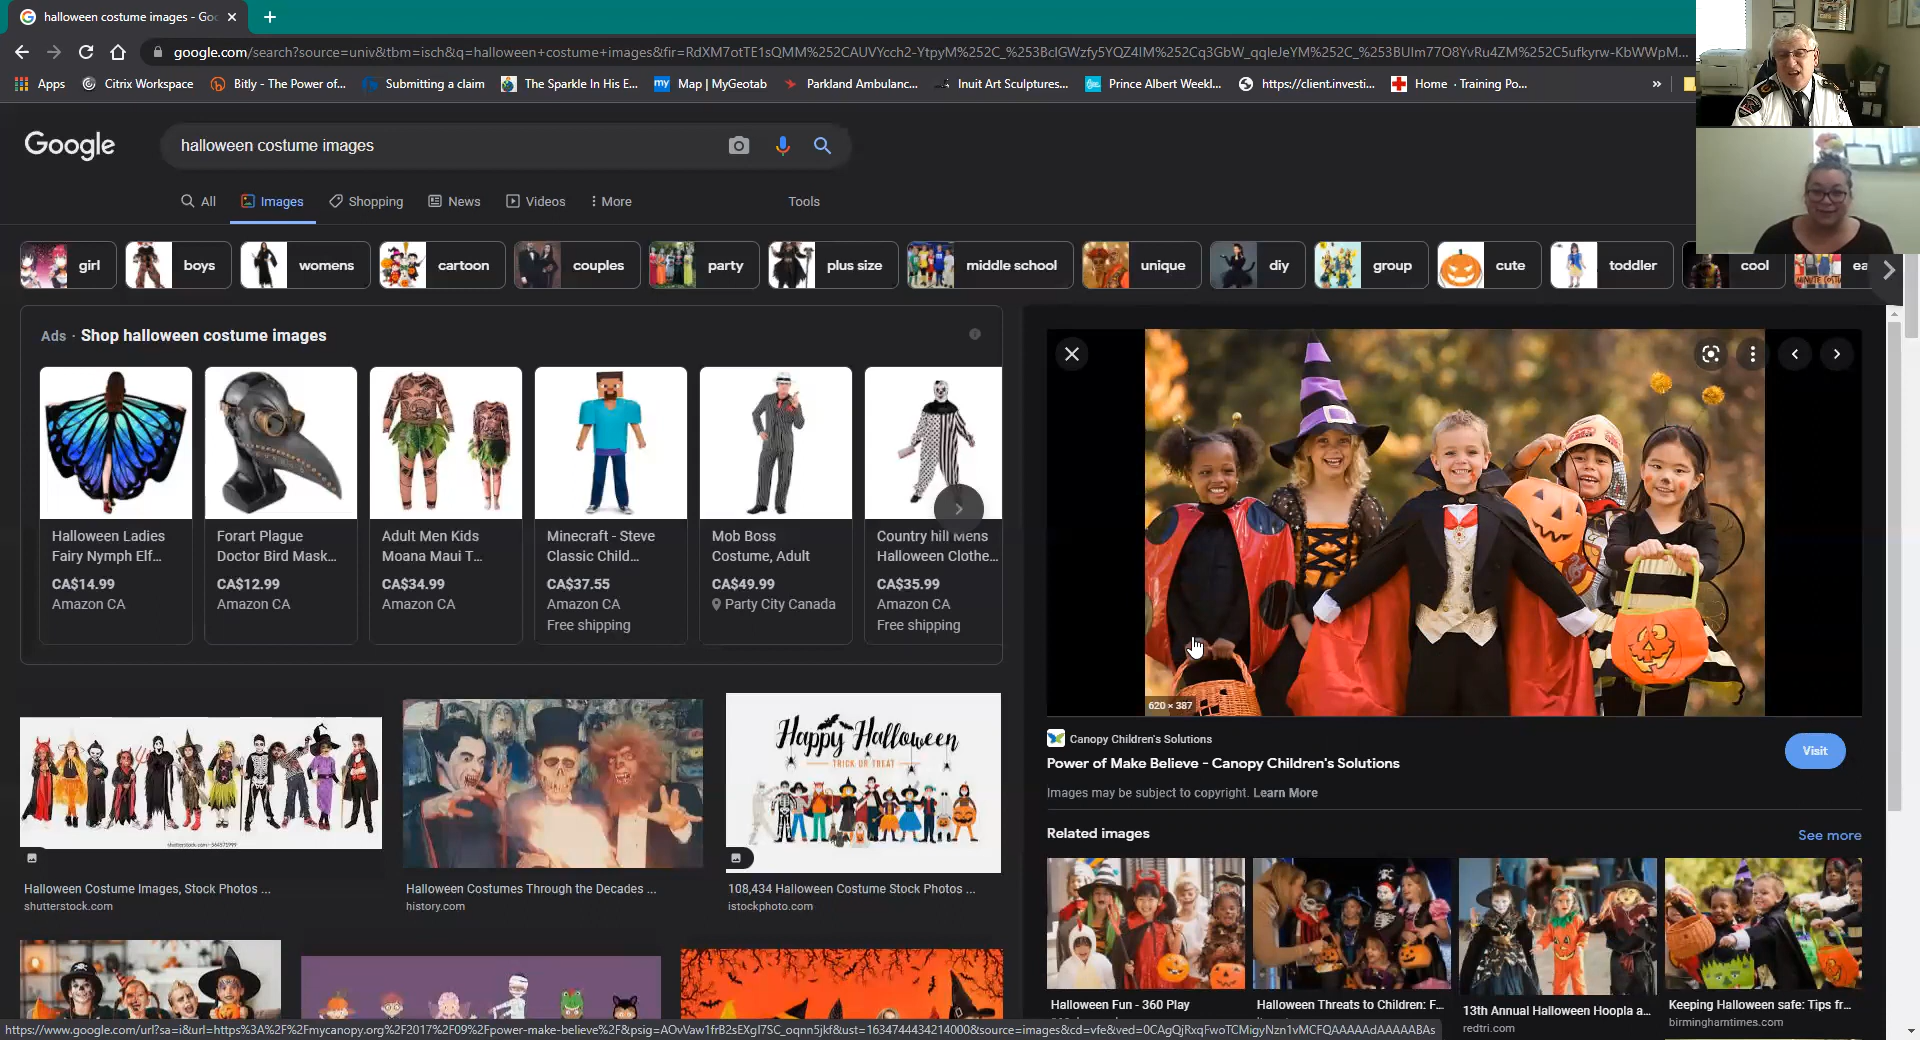 halloween costume images - Goo
google.com/search?source=univ&tbm=isch&q=halloween+costume+images&fir=RdXM7otTE1sQMM%252CAUVYcch2-YtpyM%252C_%253BclGWzfy5YQZ4IM%252Cq3GbW_qqleJeYM%252C_%253BUlm77O8YvRu4ZM%252C5ufkyrw-KbWWpM...
Apps Citrix Workspace Bitly - The Power of... Submitting a claim The Sparkle In His E... my Map | MyGeotab Parkland Ambulanc... Inuit Art Sculptures... Prince Albert Weekl... https://client.investi... Home · Training Po... »
Google
halloween costume images
All Images Shopping News Videos More Tools
girl boys womens cartoon couples party plus size middle school unique diy group cute toddler cool ea
Ads · Shop halloween costume images
Halloween Ladies Fairy Nymph Elf...
CA$14.99
Amazon CA
Forart Plague Doctor Bird Mask...
CA$12.99
Amazon CA
Adult Men Kids Moana Maui T...
CA$34.99
Amazon CA
Minecraft - Steve Classic Child...
CA$37.55
Amazon CA
Free shipping
Mob Boss Costume, Adult
CA$49.99
Party City Canada
Country hill Mens Halloween Clothe...
CA$35.99
Amazon CA
Free shipping
620 × 387
Canopy Children's Solutions
Power of Make Believe - Canopy Children's Solutions
Visit
Images may be subject to copyright. Learn More
Related images
See more
shutterstock.com · 364571999
Happy Halloween
TRICK OR TREAT
Halloween Costume Images, Stock Photos ...
shutterstock.com
Halloween Costumes Through the Decades ...
history.com
108,434 Halloween Costume Stock Photos ...
istockphoto.com
Halloween Fun - 360 Play
Halloween Threats to Children: F...
13th Annual Halloween Hoopla a...
redtri.com
Keeping Halloween safe: Tips fr...
birminghamtimes.com
https://www.google.com/url?sa=i&url=https%3A%2F%2Fmycanopy.org%2F2017%2F09%2Fpower-make-believe%2F&psig=AOvVaw1frB2sEXgI7SC_oqnn5jkf&ust=1634744434214000&source=images&cd=vfe&ved=0CAgQjRxqFwoTCMigyNzn1vMCFQAAAAAdAAAAABAs